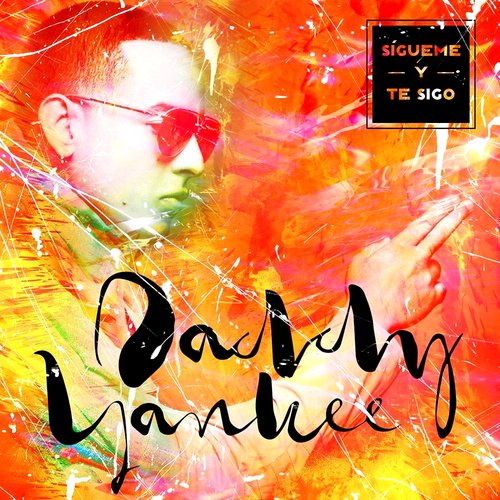 SÍGUEME
— Y —
TE SIGO
Daddy
Yankee